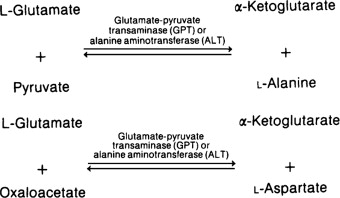 L-Glutamate
Glutamate-pyruvate
transaminase (GPT) or
alanine aminotransferase (ALT)
α-Ketoglutarate
+
+
Pyruvate
L-Alanine
L-Glutamate
Glutamate-pyruvate
transaminase (GPT) or
alanine aminotransferase (ALT)
α-Ketoglutarate
+
+
Oxaloacetate
L-Aspartate